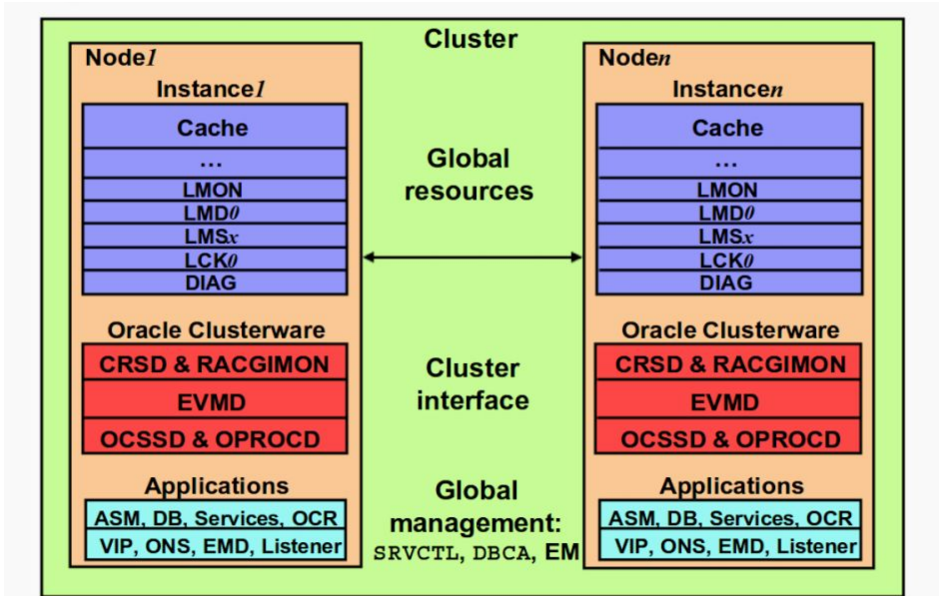 Cluster
Node1
Instance1
Cache
...
LMON
LMD0
LMSx
LCK0
DIAG
Oracle Clusterware
CRSD & RACGIMON
EVMD
OCSSD & OPROCD
Applications
ASM, DB, Services, OCR
VIP, ONS, EMD, Listener
Global
resources
Cluster
interface
Global
management:
SRVCTL, DBCA, EM
Noden
Instancen
Cache
...
LMON
LMD0
LMSx
LCK0
DIAG
Oracle Clusterware
CRSD & RACGIMON
EVMD
OCSSD & OPROCD
Applications
ASM, DB, Services, OCR
VIP, ONS, EMD, Listener